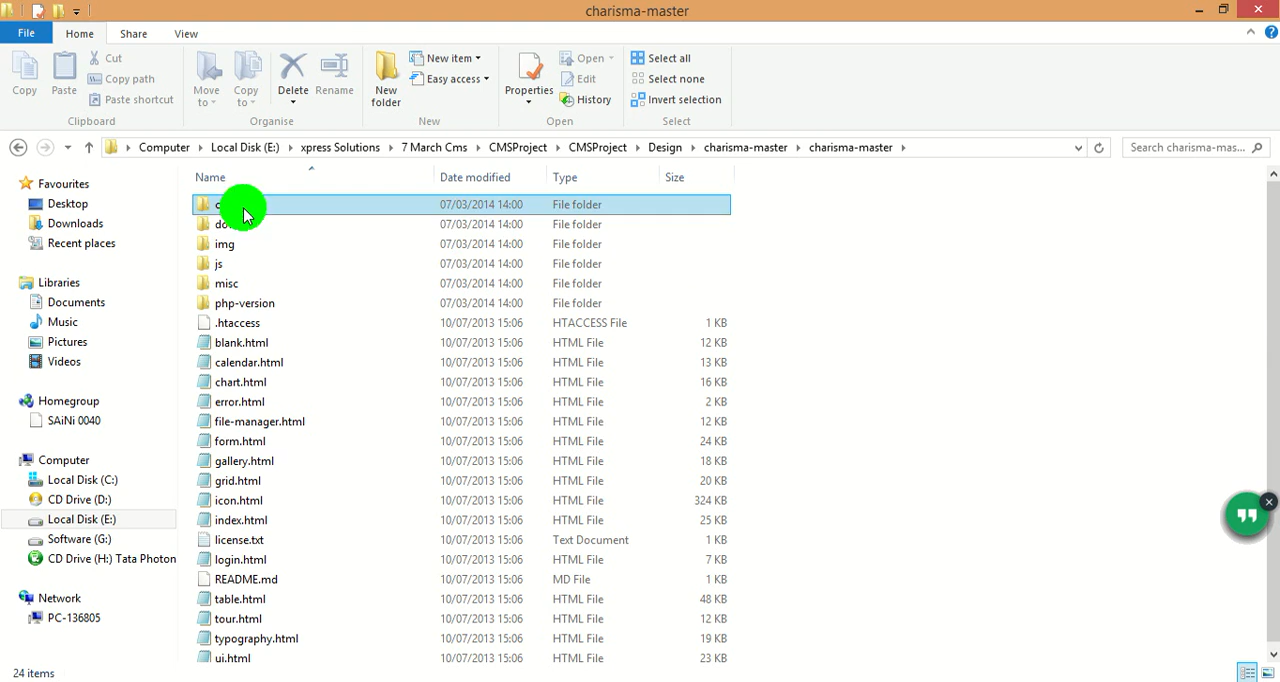 charisma-master
File
Home
Share
View
Copy
Paste
Cut
Copy path
Paste shortcut
Clipboard
Move to
Copy to
Delete
Rename
Organise
New folder
New item
Easy access
New
Properties
Open
Edit
History
Open
Select all
Select none
Invert selection
Select
Computer
Local Disk (E:)
xpress Solutions
7 March Cms
CMSProject
CMSProject
Design
charisma-master
charisma-master
Search charisma-mas...
Name Date modified Type Size
Favourites
Desktop
Downloads
Recent places
Libraries
Documents
Music
Pictures
Videos
Homegroup
SAiNi 0040
Computer
Local Disk (C:)
CD Drive (D:)
Local Disk (E:)
Software (G:)
CD Drive (H:) Tata Photon
Network
PC-136805
07/03/2014 14:00 File folder
07/03/2014 14:00 File folder
img 07/03/2014 14:00 File folder
js 07/03/2014 14:00 File folder
misc 07/03/2014 14:00 File folder
php-version 07/03/2014 14:00 File folder
.htaccess 10/07/2013 15:06 HTACCESS File 1 KB
blank.html 10/07/2013 15:06 HTML File 12 KB
calendar.html 10/07/2013 15:06 HTML File 13 KB
chart.html 10/07/2013 15:06 HTML File 16 KB
error.html 10/07/2013 15:06 HTML File 2 KB
file-manager.html 10/07/2013 15:06 HTML File 12 KB
form.html 10/07/2013 15:06 HTML File 24 KB
gallery.html 10/07/2013 15:06 HTML File 18 KB
grid.html 10/07/2013 15:06 HTML File 20 KB
icon.html 10/07/2013 15:06 HTML File 324 KB
index.html 10/07/2013 15:06 HTML File 25 KB
license.txt 10/07/2013 15:06 Text Document 1 KB
login.html 10/07/2013 15:06 HTML File 7 KB
README.md 10/07/2013 15:06 MD File 1 KB
table.html 10/07/2013 15:06 HTML File 48 KB
tour.html 10/07/2013 15:06 HTML File 12 KB
typography.html 10/07/2013 15:06 HTML File 19 KB
ui.html 10/07/2013 15:06 HTML File 23 KB
24 items